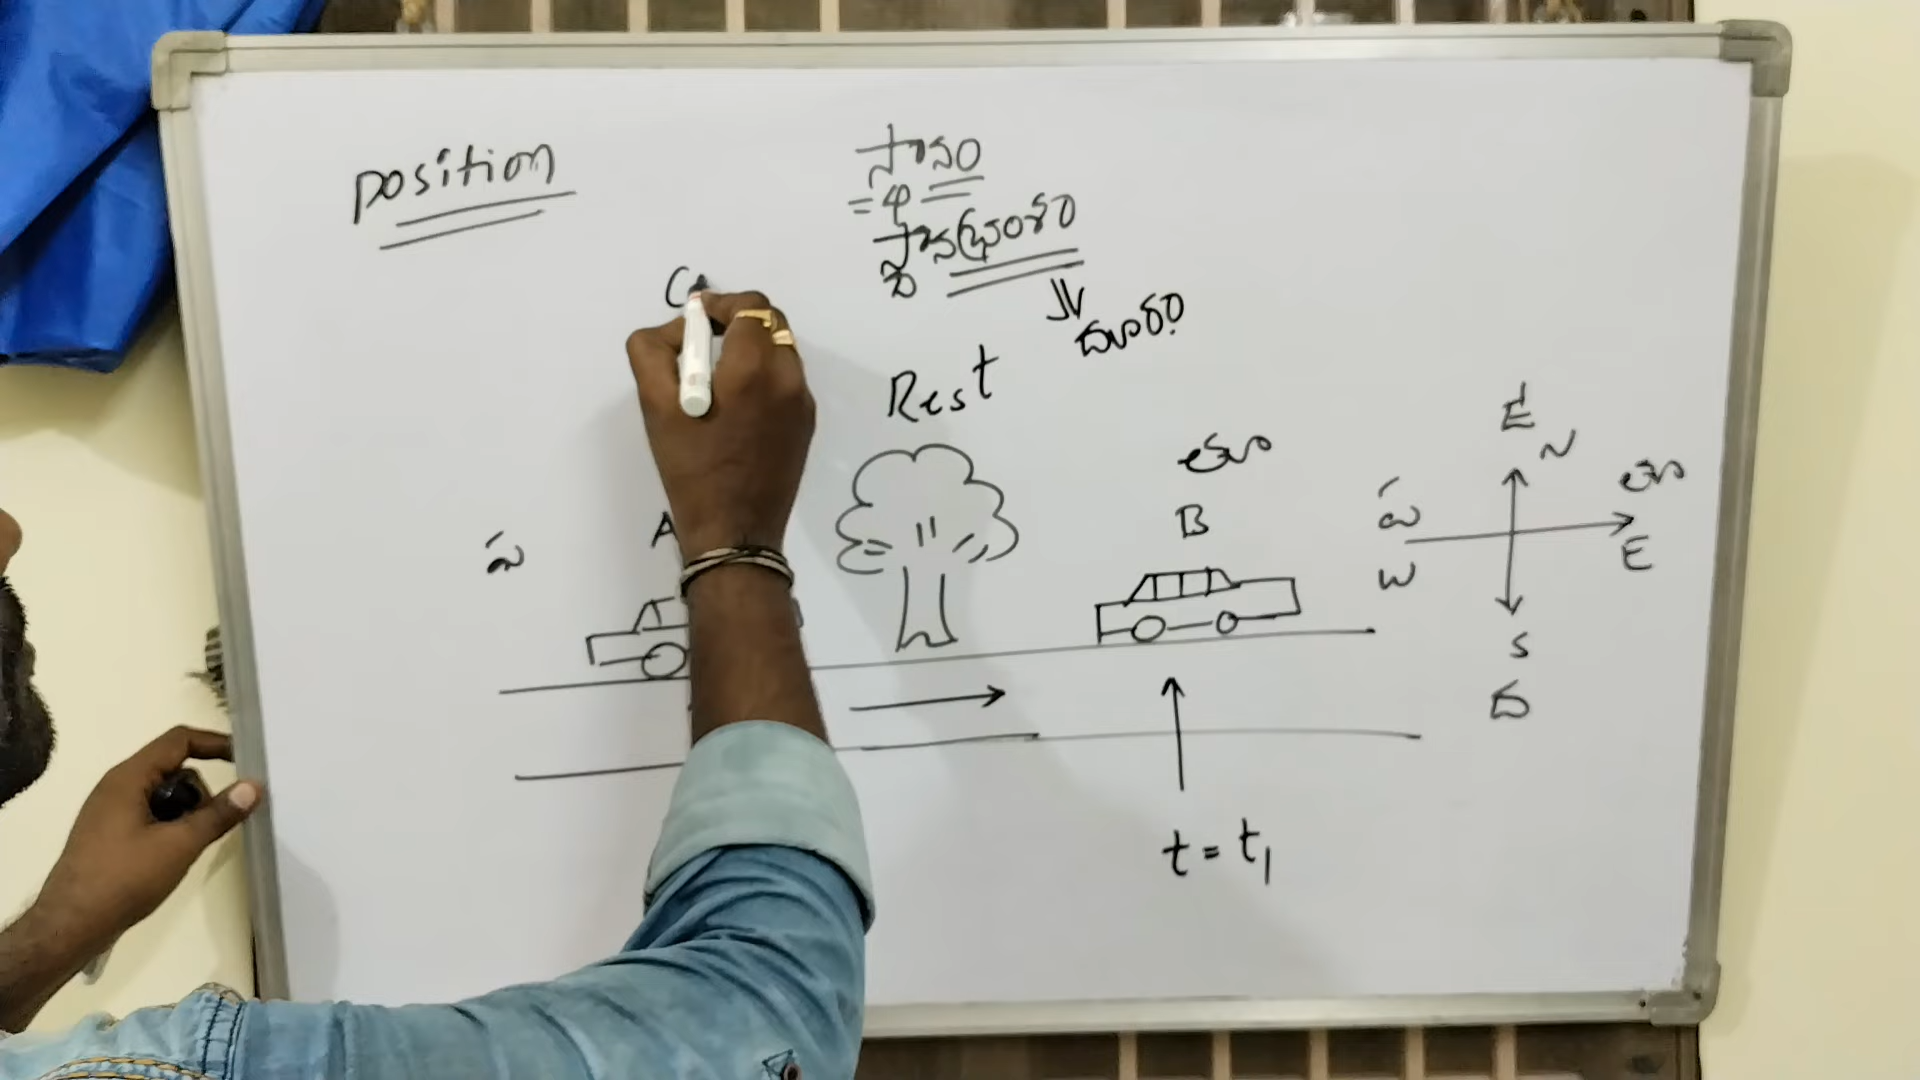 position
స్థానం
స్థానభ్రంశం
దూరం
Rest
తూ
A
B
ప
t = t₁
E
N
ప
తూ
W
E
S
ద